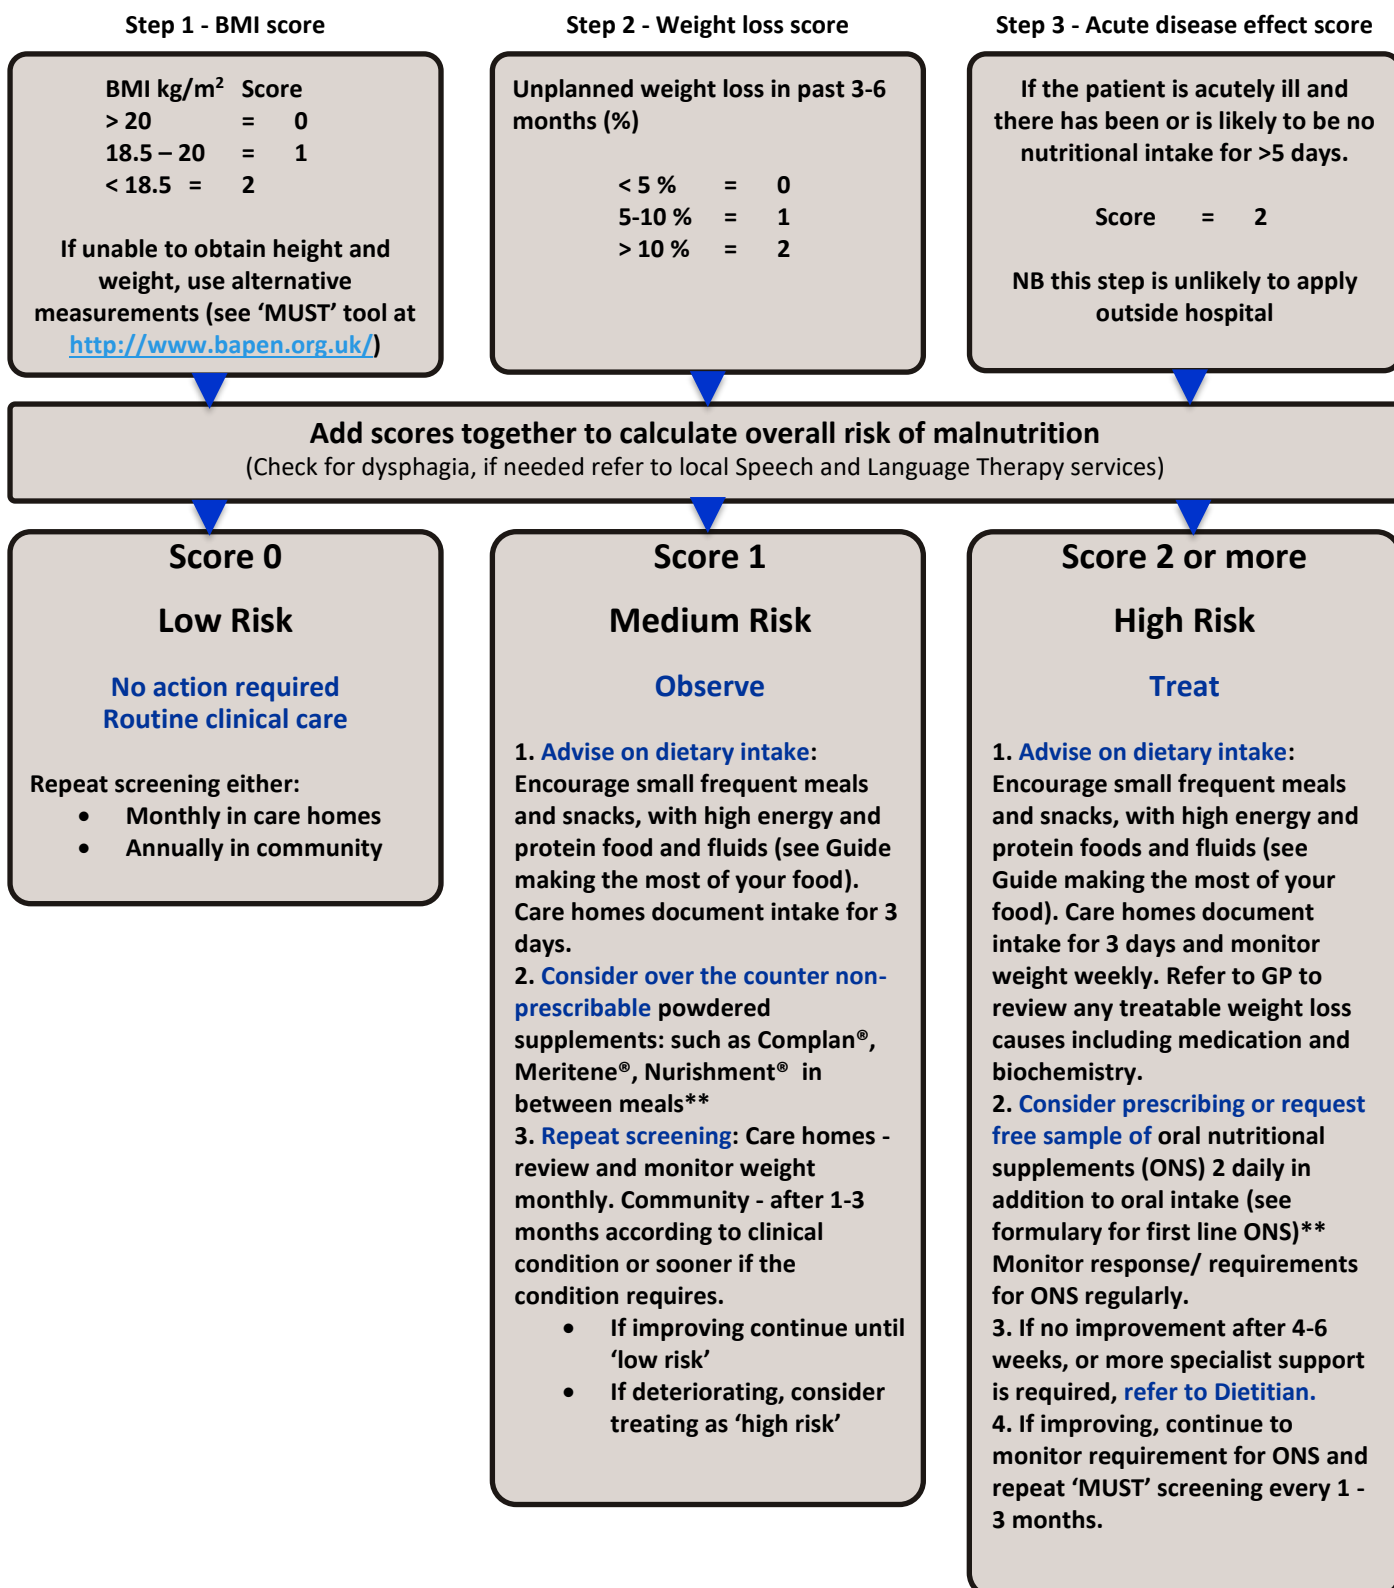 Step 1 - BMI score
BMI kg/m² Score
> 20 = 0
18.5 – 20 = 1
< 18.5 = 2
If unable to obtain height and
weight, use alternative
measurements (see ‘MUST’ tool at
http://www.bapen.org.uk/)
Step 2 - Weight loss score
Unplanned weight loss in past 3-6
months (%)
< 5 % = 0
5-10 % = 1
> 10 % = 2
Step 3 - Acute disease effect score
If the patient is acutely ill and
there has been or is likely to be no
nutritional intake for >5 days.
Score = 2
NB this step is unlikely to apply
outside hospital
Add scores together to calculate overall risk of malnutrition
(Check for dysphagia, if needed refer to local Speech and Language Therapy services)
Score 0
Low Risk
No action required
Routine clinical care
Repeat screening either:
• Monthly in care homes
• Annually in community
Score 1
Medium Risk
Observe
1. Advise on dietary intake:
Encourage small frequent meals
and snacks, with high energy and
protein food and fluids (see Guide
making the most of your food).
Care homes document intake for 3
days.
2. Consider over the counter non-
prescribable powdered
supplements: such as Complan®,
Meritene®, Nurishment® in
between meals**
3. Repeat screening: Care homes -
review and monitor weight
monthly. Community - after 1-3
months according to clinical
condition or sooner if the
condition requires.
• If improving continue until
‘low risk’
• If deteriorating, consider
treating as ‘high risk’
Score 2 or more
High Risk
Treat
1. Advise on dietary intake:
Encourage small frequent meals
and snacks, with high energy and
protein foods and fluids (see
Guide making the most of your
food). Care homes document
intake for 3 days and monitor
weight weekly. Refer to GP to
review any treatable weight loss
causes including medication and
biochemistry.
2. Consider prescribing or request
free sample of oral nutritional
supplements (ONS) 2 daily in
addition to oral intake (see
formulary for first line ONS)**
Monitor response/ requirements
for ONS regularly.
3. If no improvement after 4-6
weeks, or more specialist support
is required, refer to Dietitian.
4. If improving, continue to
monitor requirement for ONS and
repeat ‘MUST’ screening every 1 -
3 months.